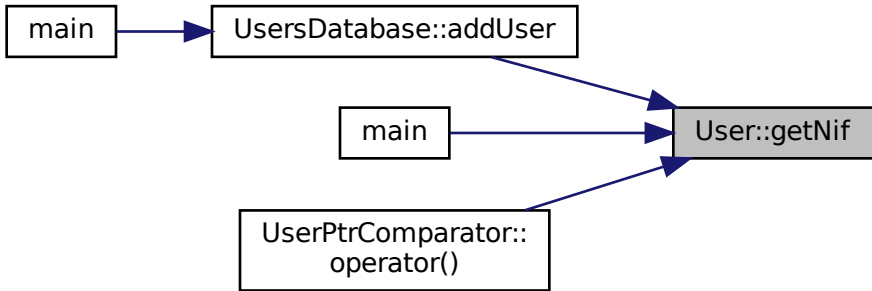 main
UsersDatabase::addUser
main
User::getNif
UserPtrComparator::
operator()